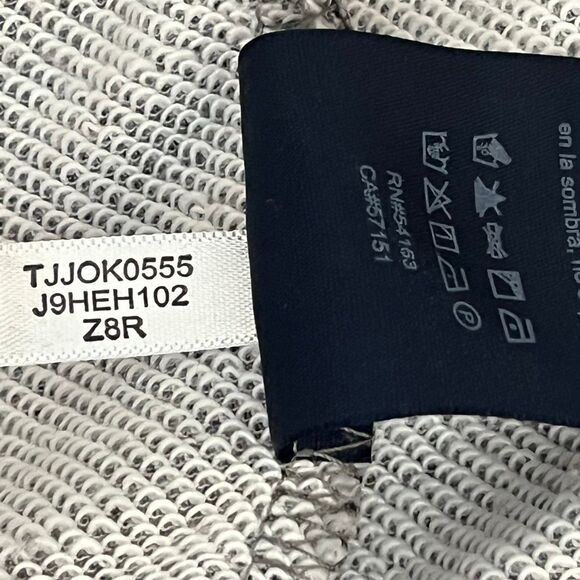 TJJOK0555
J9HEH102
Z8R
RN#54163
CA#57151
P
en la sombra,